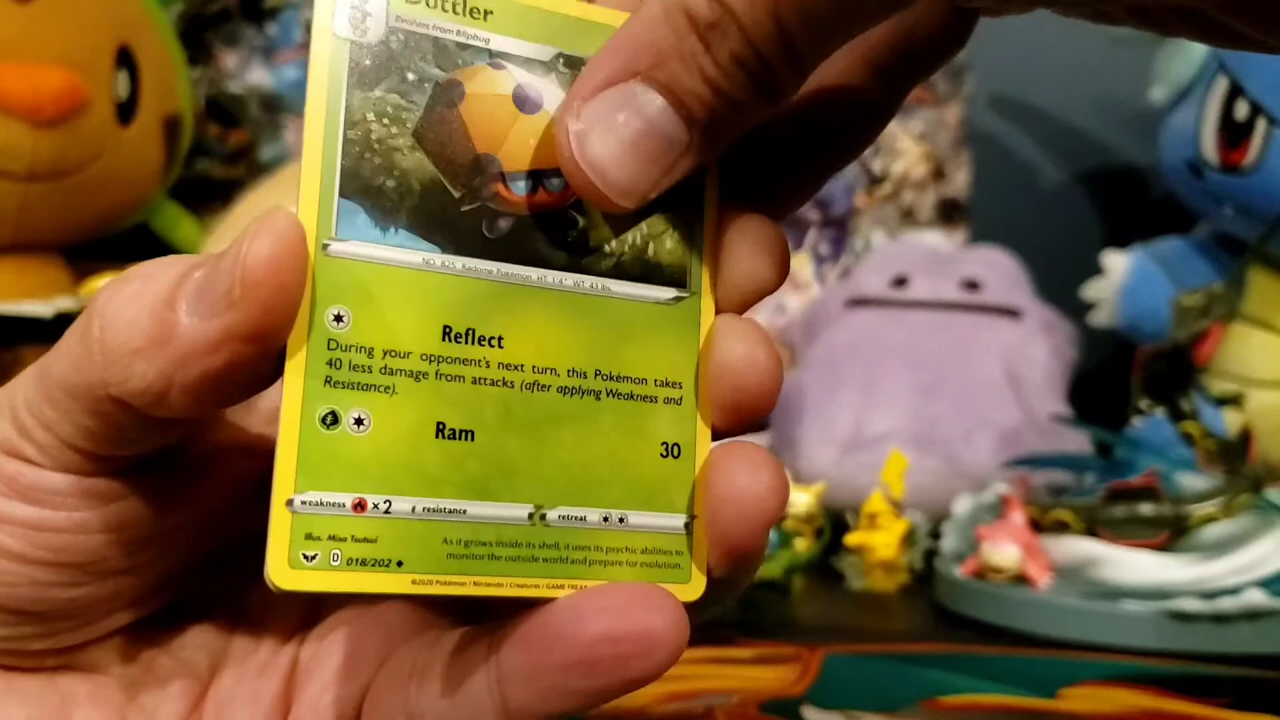 Dottler
Evolves from Blipbug
NO. 825 Radome Pokémon HT: 1'4" WT: 43 lbs.
Reflect
During your opponent's next turn, this Pokémon takes
40 less damage from attacks (after applying Weakness and
Resistance).
Ram 30
weakness ×2 resistance retreat
Illus. Misa Tsutsui
As it grows inside its shell, it uses its psychic abilities to
monitor the outside world and prepare for evolution.
D 018/202
©2020 Pokémon / Nintendo / Creatures / GAME FREAK